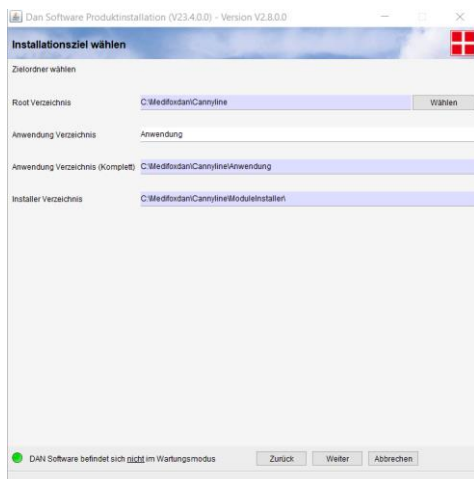 Dan Software Produktinstallation (V23.4.0.0) - Version V2.8.0.0
Installationsziel wählen
Zielordner wählen
Root Verzeichnis C:\Medifoxdan\Cannyline Wählen
Anwendung Verzeichnis Anwendung
Anwendung Verzeichnis (Komplett) C:\Medifoxdan\Cannyline\Anwendung
Installer Verzeichnis C:\Medifoxdan\Cannyline\ModuleInstaller\
DAN Software befindet sich nicht im Wartungsmodus Zurück Weiter Abbrechen